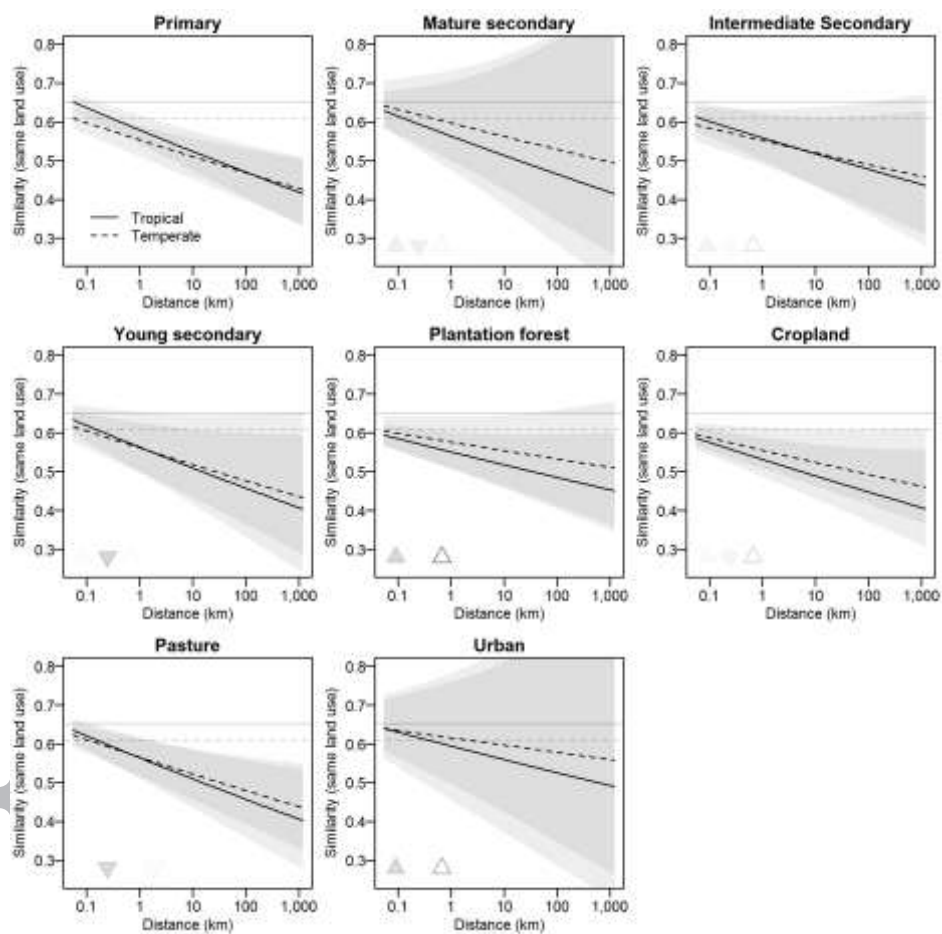 Primary
Mature secondary
Intermediate Secondary
Similarity (same land use)
0.8
0.7
0.6
0.5
0.4
0.3
Tropical
Temperate
0.1 1 10 100 1,000
Distance (km)
Similarity (same land use)
0.8
0.7
0.6
0.5
0.4
0.3
0.1 1 10 100 1,000
Distance (km)
Similarity (same land use)
0.8
0.7
0.6
0.5
0.4
0.3
0.1 1 10 100 1,000
Distance (km)
Young secondary
Plantation forest
Cropland
Similarity (same land use)
0.8
0.7
0.6
0.5
0.4
0.3
0.1 1 10 100 1,000
Distance (km)
Similarity (same land use)
0.8
0.7
0.6
0.5
0.4
0.3
0.1 1 10 100 1,000
Distance (km)
Similarity (same land use)
0.8
0.7
0.6
0.5
0.4
0.3
0.1 1 10 100 1,000
Distance (km)
Pasture
Urban
Similarity (same land use)
0.8
0.7
0.6
0.5
0.4
0.3
0.1 1 10 100 1,000
Distance (km)
Similarity (same land use)
0.8
0.7
0.6
0.5
0.4
0.3
0.1 1 10 100 1,000
Distance (km)